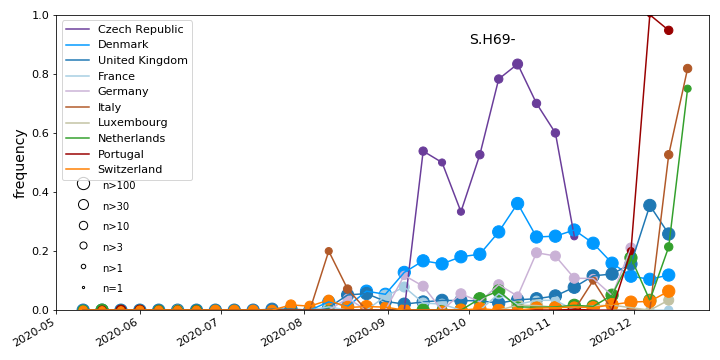 S.H69-
Czech Republic
Denmark
United Kingdom
France
Germany
Italy
Luxembourg
Netherlands
Portugal
Switzerland
n>100
n>30
n>10
n>3
n>1
n=1
frequency
1.0
0.8
0.6
0.4
0.2
0.0
2020-05
2020-06
2020-07
2020-08
2020-09
2020-10
2020-11
2020-12